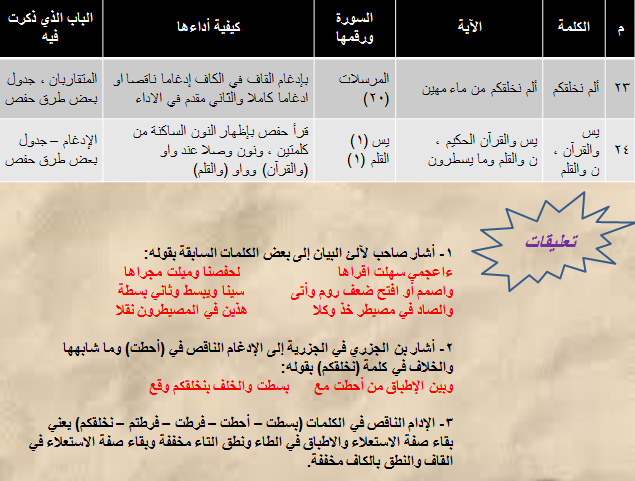 م الكلمة الآية السورة ورقمها كيفية أداءها الباب الذي ذكرت فيه
٢٣ ألم نخلقكم ألم نخلقكم من ماء مهين المرسلات (٢٠) بإدغام القاف في الكاف إدغاما ناقصا او ادغاما كاملا والثاني مقدم في الاداء المتقاربان ، جدول بعض طرق حفص
٢٤ يس والقرآن ، ن والقلم يس والقرآن الحكيم ، ن والقلم وما يسطرون يس (١) القلم (١) قرأ حفص بإظهار النون الساكنة من كلمتين ، ونون وصلا عند واو (والقرآن) وواو (والقلم) الإدغام – جدول بعض طرق حفص
تعليقات
١- أشار صاحب لآلئ البيان إلى بعض الكلمات السابقة بقوله:
ءاعجمي سهلت اقراها لحفصنا وميلت مجراها
واضمم أو افتح ضعف روم وأتى سينا ويبسط وثاني بسطة
والصاد في مصيطر خذ وكلا هذين في المصيطرون نقلا
٢- أشار بن الجزري في الجزرية إلى الإدغام الناقص في (أحطت) وما شابهها
والخلاف في كلمة (نخلقكم) بقوله:
وبين الإطباق من أحطت مع بسطت والخلف بنخلقكم وقع
٣- الإدام الناقص في الكلمات (بسطت – أحطت – فرطت – فرطتم – نخلقكم) يعني
بقاء صفة الاستعلاء والاطباق في الطاء ونطق التاء مخففة وبقاء صفة الاستعلاء في
القاف والنطق بالكاف مخففة.